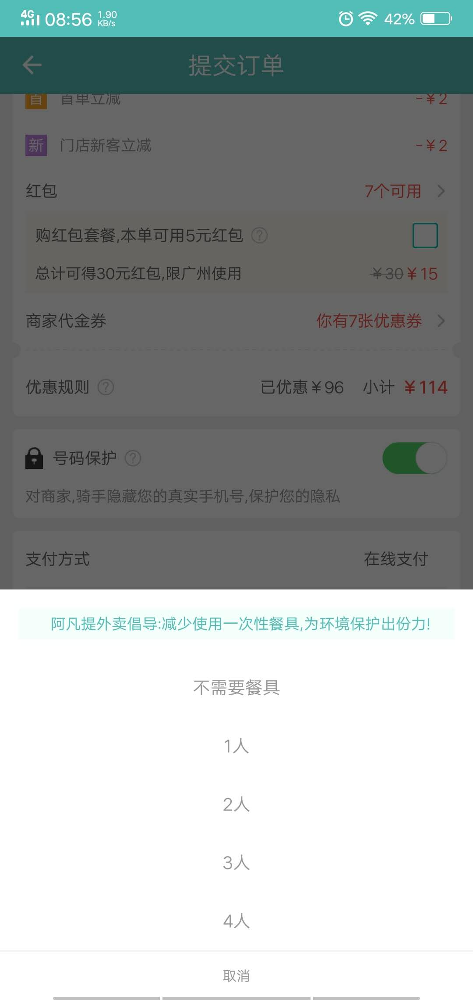 4G 08:56 1.90 KB/s 42%
提交订单
首 首单立减 -¥2
新 门店新客立减 -¥2
红包 7个可用
购红包套餐,本单可用5元红包 ?
总计可得30元红包,限广州使用 ¥30 ¥15
商家代金券 你有7张优惠券
优惠规则 ? 已优惠¥96 小计 ¥114
号码保护 ?
对商家,骑手隐藏您的真实手机号,保护您的隐私
支付方式 在线支付
阿凡提外卖倡导:减少使用一次性餐具,为环境保护出份力!
不需要餐具
1人
2人
3人
4人
取消